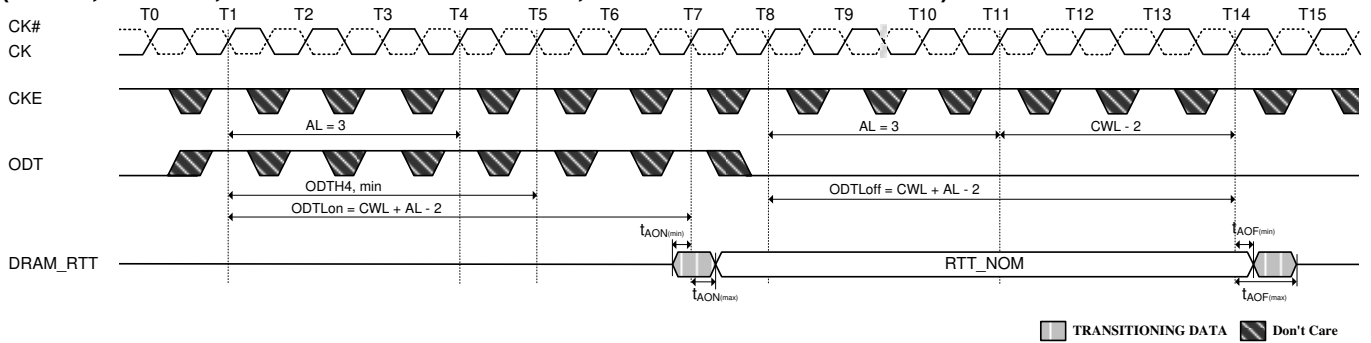 T0 T1 T2 T3 T4 T5 T6 T7 T8 T9 T10 T11 T12 T13 T14 T15
CK#
CK
CKE
AL = 3 AL = 3 CWL - 2
ODT
ODTH4, min ODTLoff = CWL + AL - 2
ODTLon = CWL + AL - 2
tAON(min) tAOF(min)
DRAM_RTT RTT_NOM
tAON(max) tAOF(max)
TRANSITIONING DATA Don't Care